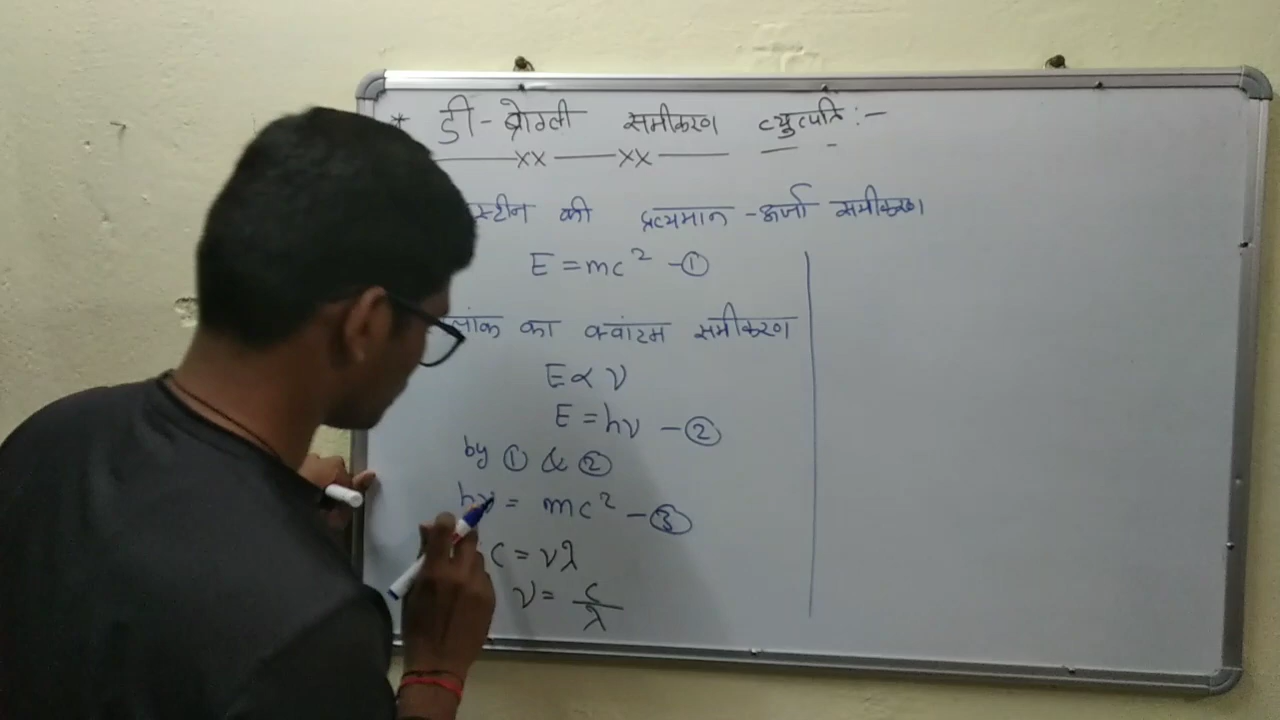 * डी-ब्रोग्ली समीकरण व्युत्पति :-
xx xx
स्टीन की द्रव्यमान-ऊर्जा समीकरण
E = mc² - ①
लांक का क्वांटम समीकरण
E ∝ ν
E = hν - ②
by ① & ②
hν = mc² - ③
c = νλ
ν = c/λ